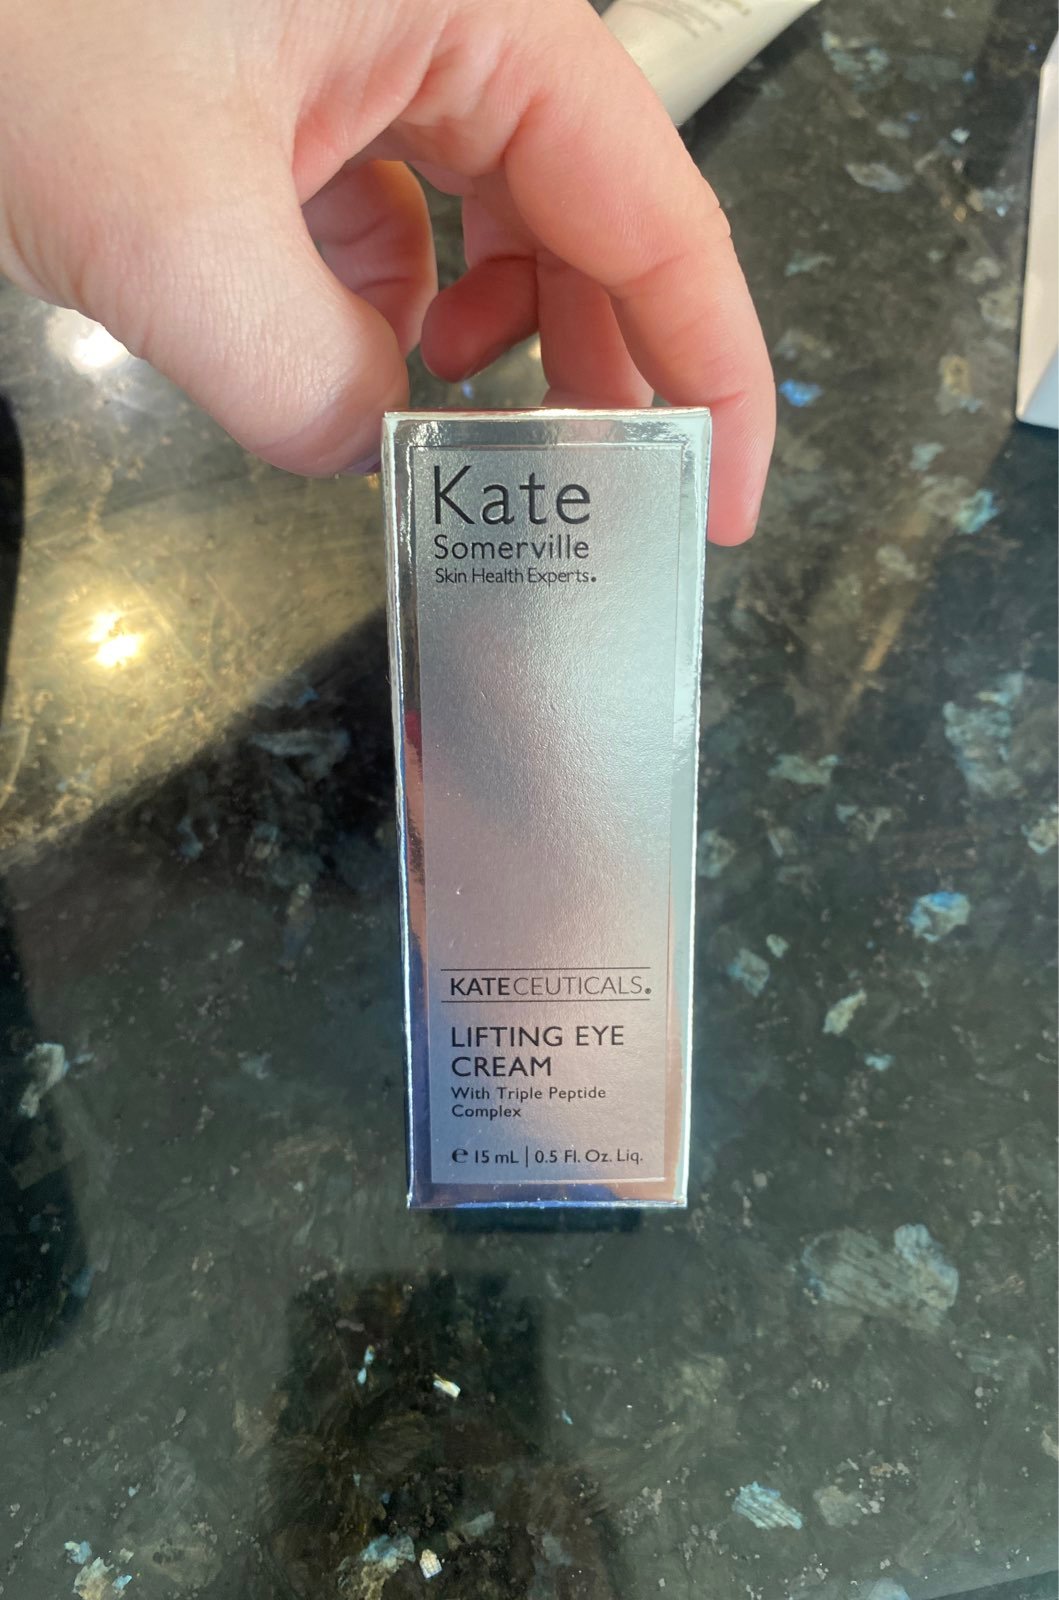 Kate
Somerville
Skin Health Experts.
KATECEUTICALS®
LIFTING EYE
CREAM
With Triple Peptide
Complex
℮ 15 mL | 0.5 Fl. Oz. Liq.